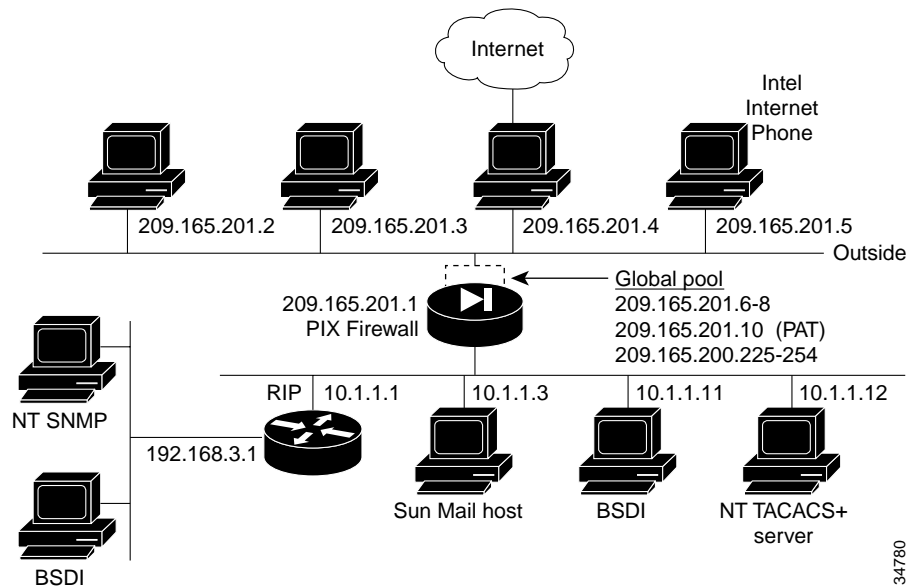 Internet
Intel
Internet
Phone
209.165.201.2
209.165.201.3
209.165.201.4
209.165.201.5
Outside
209.165.201.1
PIX Firewall
Global pool
209.165.201.6-8
209.165.201.10 (PAT)
209.165.200.225-254
NT SNMP
RIP
10.1.1.1
10.1.1.3
10.1.1.11
10.1.1.12
192.168.3.1
Sun Mail host
BSDI
NT TACACS+
server
BSDI
34780